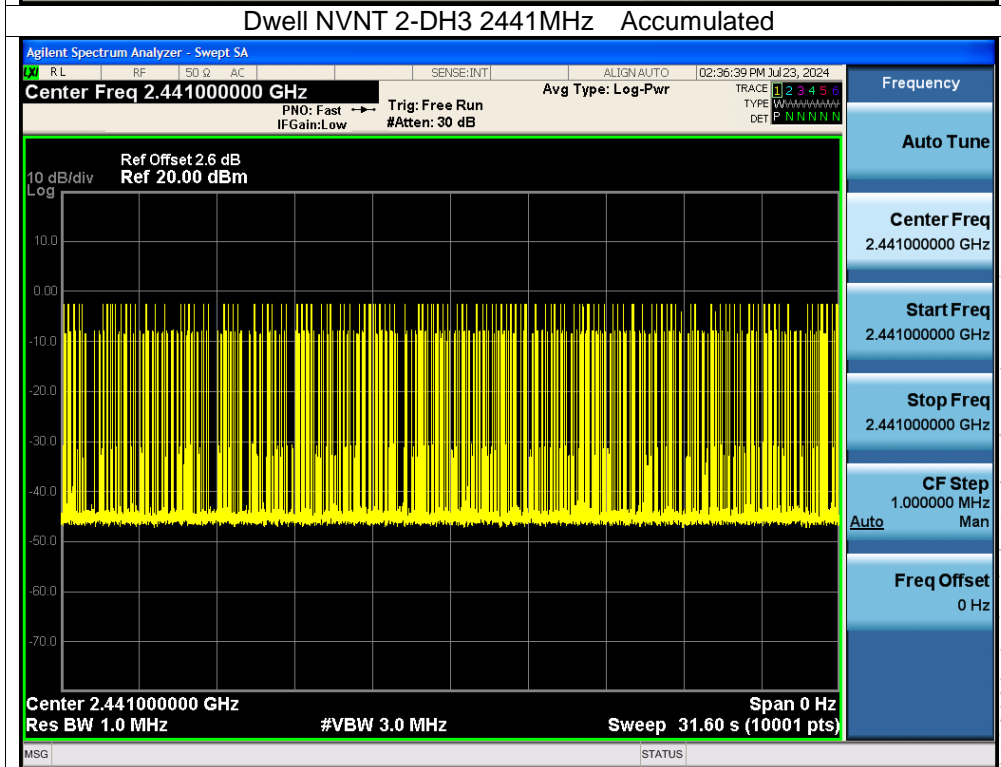 Dwell NVNT 2-DH3 2441MHz Accumulated
Agilent Spectrum Analyzer - Swept SA
LXI RL RF 50 Ω AC SENSE:INT ALIGN AUTO 02:36:39 PM Jul 23, 2024
Center Freq 2.441000000 GHz
PNO: Fast
IFGain:Low
Trig: Free Run
#Atten: 30 dB
Avg Type: Log-Pwr
TRACE 1 2 3 4 5 6
TYPE WWWWWW
DET P N N N N N
Frequency
Auto Tune
Center Freq
2.441000000 GHz
Start Freq
2.441000000 GHz
Stop Freq
2.441000000 GHz
CF Step
1.000000 MHz
Auto Man
Freq Offset
0 Hz
Ref Offset 2.6 dB
10 dB/div Ref 20.00 dBm
Log
10.0
0.00
-10.0
-20.0
-30.0
-40.0
-50.0
-60.0
-70.0
Center 2.441000000 GHz Span 0 Hz
Res BW 1.0 MHz #VBW 3.0 MHz Sweep 31.60 s (10001 pts)
MSG STATUS